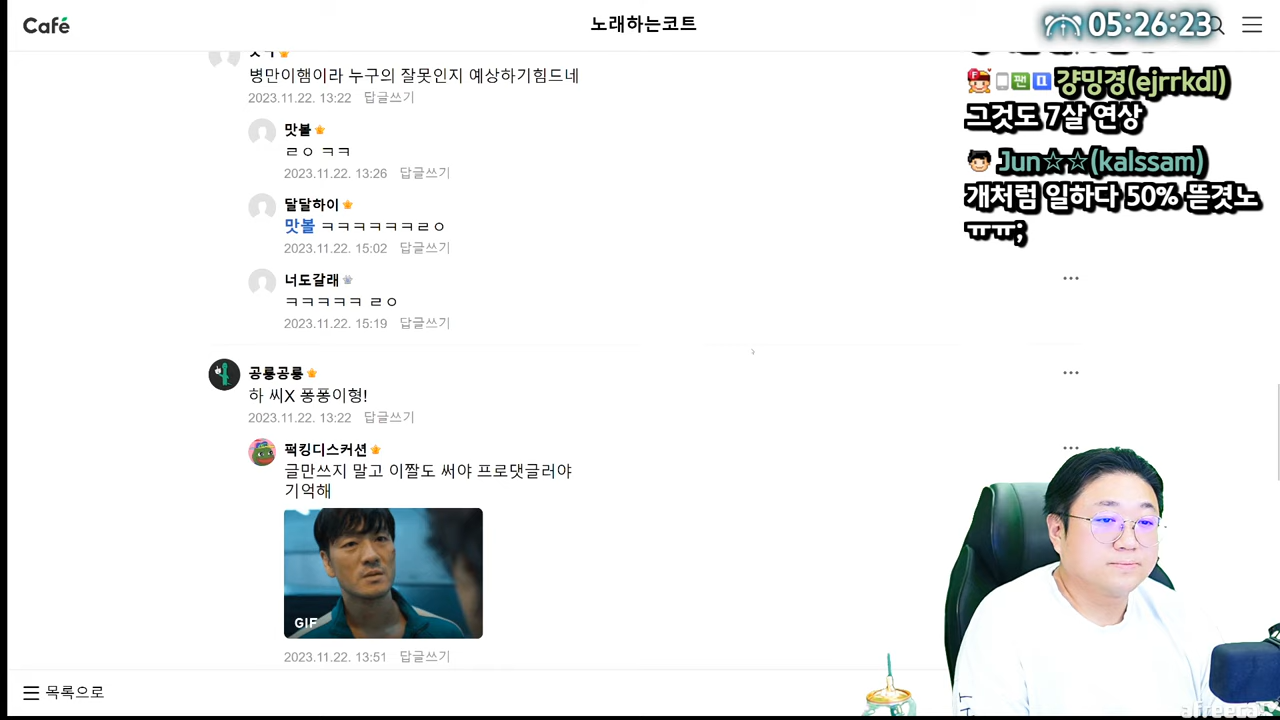 Café
노래하는코트
05:26:23
병만이햄이라 누구의 잘못인지 예상하기힘드네
2023.11.22. 13:22 답글쓰기
맛볼
ㄹㅇ ㅋㅋ
2023.11.22. 13:26 답글쓰기
달달하이
맛볼 ㅋㅋㅋㅋㅋㅋㄹㅇ
2023.11.22. 15:02 답글쓰기
너도갈래
ㅋㅋㅋㅋㅋ ㄹㅇ
2023.11.22. 15:19 답글쓰기
공룡공룡
하 씨X 퐁퐁이형!
2023.11.22. 13:22 답글쓰기
퍽킹디스커션
글만쓰지 말고 이짤도 써야 프로댓글러야
기억해
GIF
2023.11.22. 13:51 답글쓰기
목록으로
팬 걍밍경(ejrrkdl)
그것도 7살 연상
Jun☆☆(kalssam)
개처럼 일하다 50% 뜯겻노
ㅠㅠ;
afreecaTV